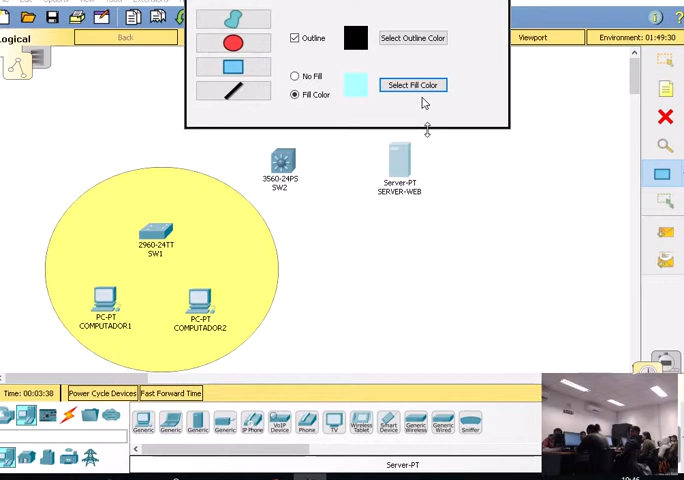 Logical
Back
Viewport
Environment: 01:49:30
Outline
Select Outline Color
No Fill
Fill Color
Select Fill Color
3560-24PS
SW2
Server-PT
SERVER-WEB
2960-24TT
SW1
PC-PT
COMPUTADOR1
PC-PT
COMPUTADOR2
Time: 00:03:38
Power Cycle Devices
Fast Forward Time
Generic
Generic
Generic
Generic
IP Phone
VoIP
Device
Phone
TV
Wireless
Tablet
Smart
Device
Generic
Wireless
Generic
Wired
Sniffer
Server-PT